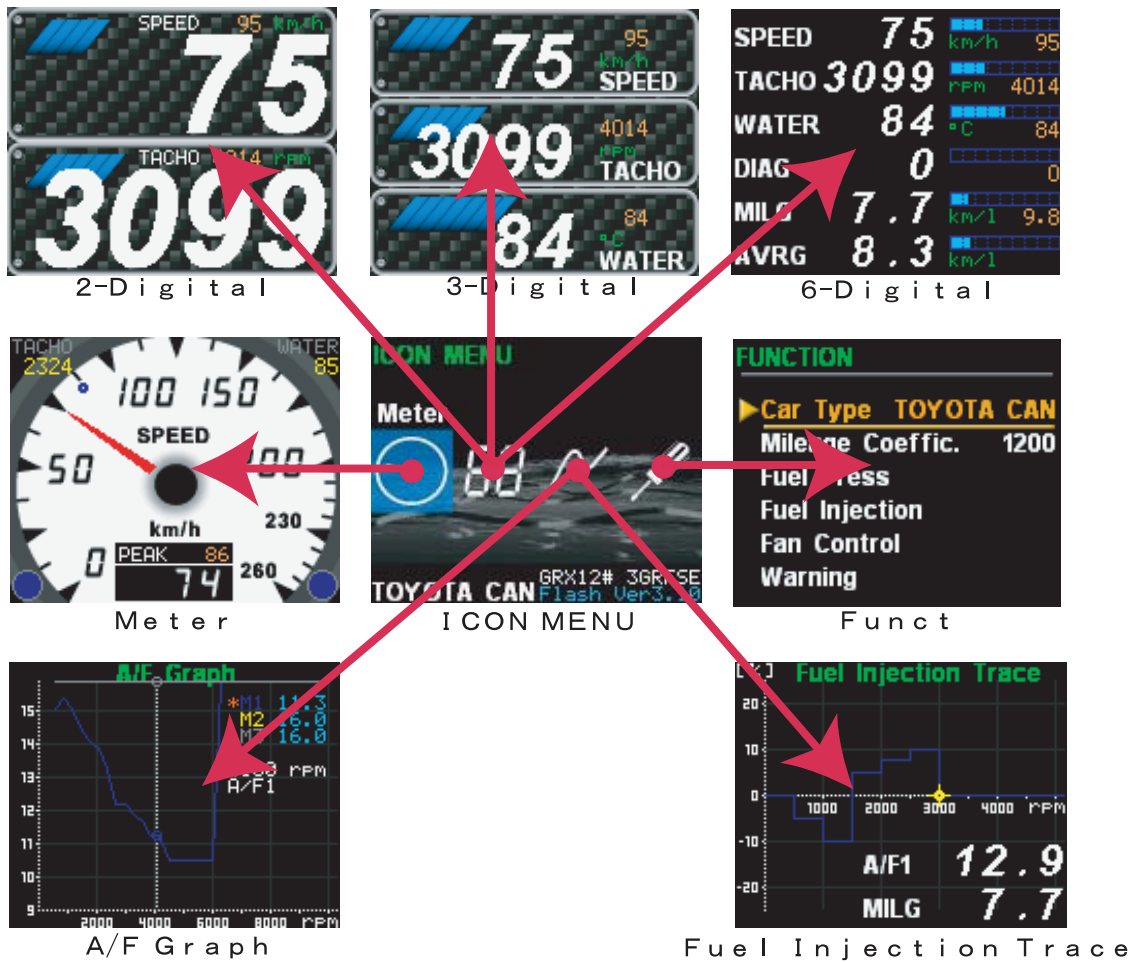 SPEED 95 km/h
75
TACHO 4014 rpm
3099
2-Digital
75 95 km/h SPEED
3099 4014 rpm TACHO
84 84 °C WATER
3-Digital
SPEED 75 km/h 95
TACHO 3099 rpm 4014
WATER 84 °C 84
DIAG 0 0
MILG 7.7 km/l 9.8
AVRG 8.3 km/l
6-Digital
TACHO 2324
WATER 85
100 150
SPEED
50 200
km/h
230
0 PEAK 86 260
74
Meter
ICON MENU
Meter
GRX12# 3GRFSE
TOYOTA CAN Flash Ver3.10
ICON MENU
FUNCTION
Car Type TOYOTA CAN
Mileage Coeffic. 1200
Fuel Press
Fuel Injection
Fan Control
Warning
Funct
A/F Graph
*M1 11.3
M2 16.0
M3 16.0
rpm
A/F1
15
14
13
12
11
10
9
2000 4000 6000 8000 rpm
A/F Graph
[%] Fuel Injection Trace
20
10
0
1000 2000 3000 4000 rpm
-10
A/F1 12.9
-20
MILG 7.7
Fuel Injection Trace